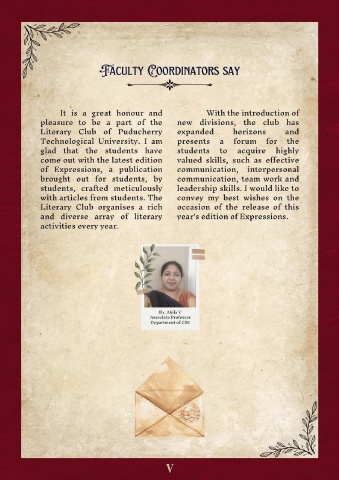 FACULTY COORDINATORS SAY
It is a great honour and
pleasure to be a part of the
Literary Club of Puducherry
Technological University. I am
glad that the students have
come out with the latest edition
of Expressions, a publication
brought out for students, by
students, crafted meticulously
with articles from students. The
Literary Club organises a rich
and diverse array of literary
activities every year.
With the introduction of
new divisions, the club has
expanded horizons and
presents a forum for the
students to acquire highly
valued skills, such as effective
communication, interpersonal
communication, team work and
leadership skills. I would like to
convey my best wishes on the
occasion of the release of this
year's edition of Expressions.
Dr. Akila V
Associate Professor
Department of CSE
V